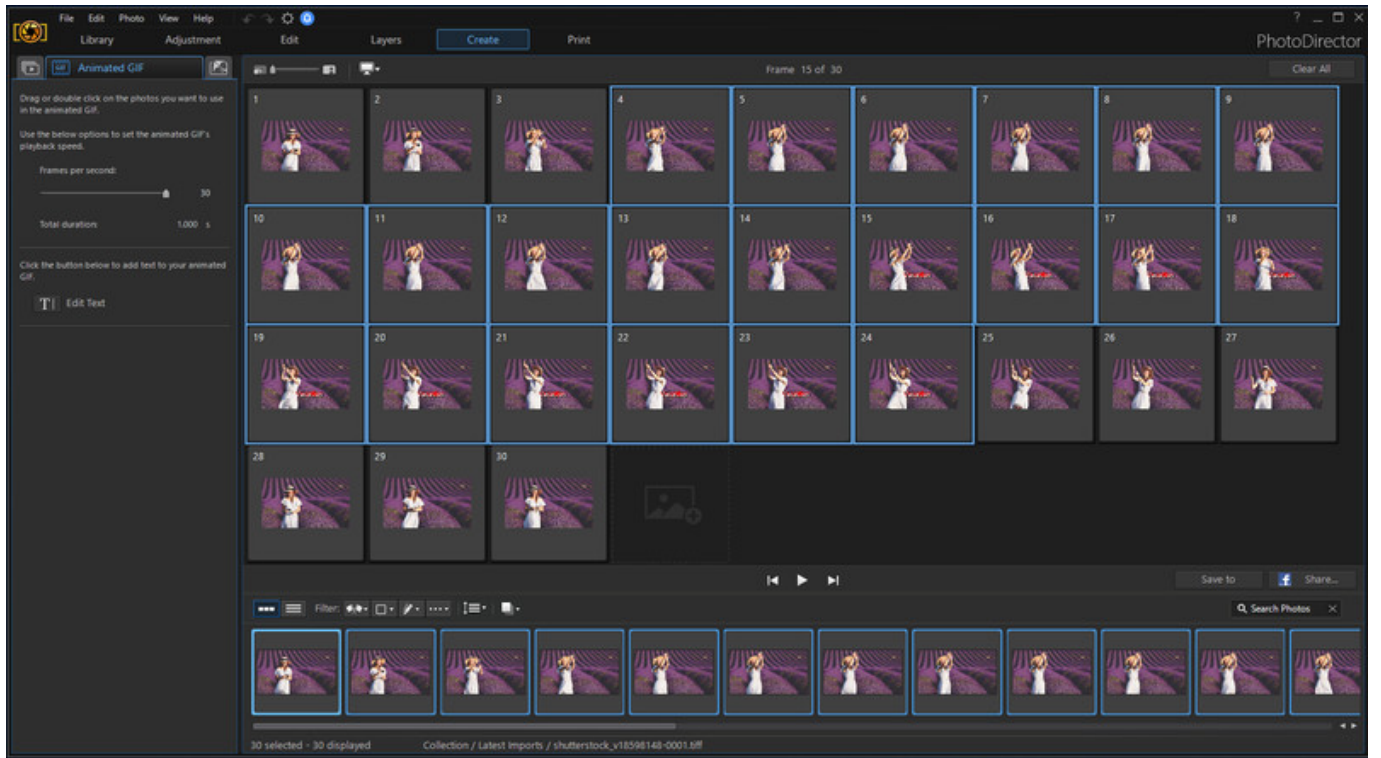 File Edit Photo View Help
?
Library Adjustment Edit Layers Create Print
PhotoDirector
GIF Animated GIF
Frame 15 of 30
Clear All
Drag or double click on the photos you want to use
in the animated GIF.
Use the below options to set the animated GIF's
playback speed.
Frames per second:
30
Total duration: 1.000 s
Click the button below to add text to your animated
GIF.
T Edit Text
1 2 3 4 5 6 7 8 9
10 11 12 13 14 15 16 17 18
19 20 21 22 23 24 25 26 27
28 29 30
Save to
f Share...
Filter:
Search Photos
30 selected - 30 displayed
Collection / Latest Imports / shutterstock_v18598148-0001.tiff